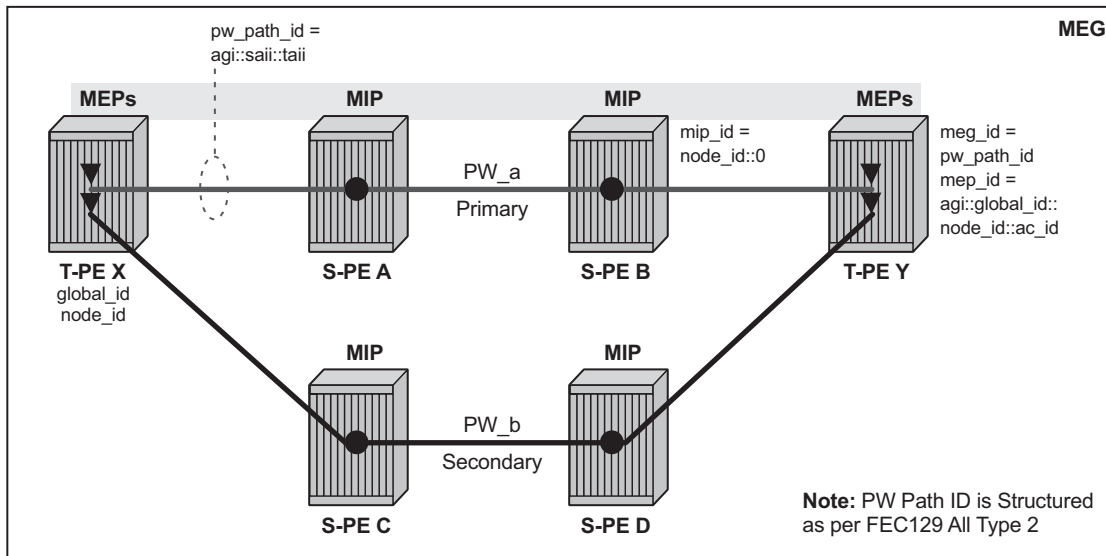 MEG
pw_path_id =
agi::saii::taii
MEPs
MIP
MIP
MEPs
mip_id =
node_id::0
meg_id =
pw_path_id
mep_id =
agi::global_id::
node_id::ac_id
PW_a
Primary
T-PE X
global_id
node_id
S-PE A
S-PE B
T-PE Y
MIP
MIP
PW_b
Secondary
S-PE C
S-PE D
Note: PW Path ID is Structured
as per FEC129 All Type 2